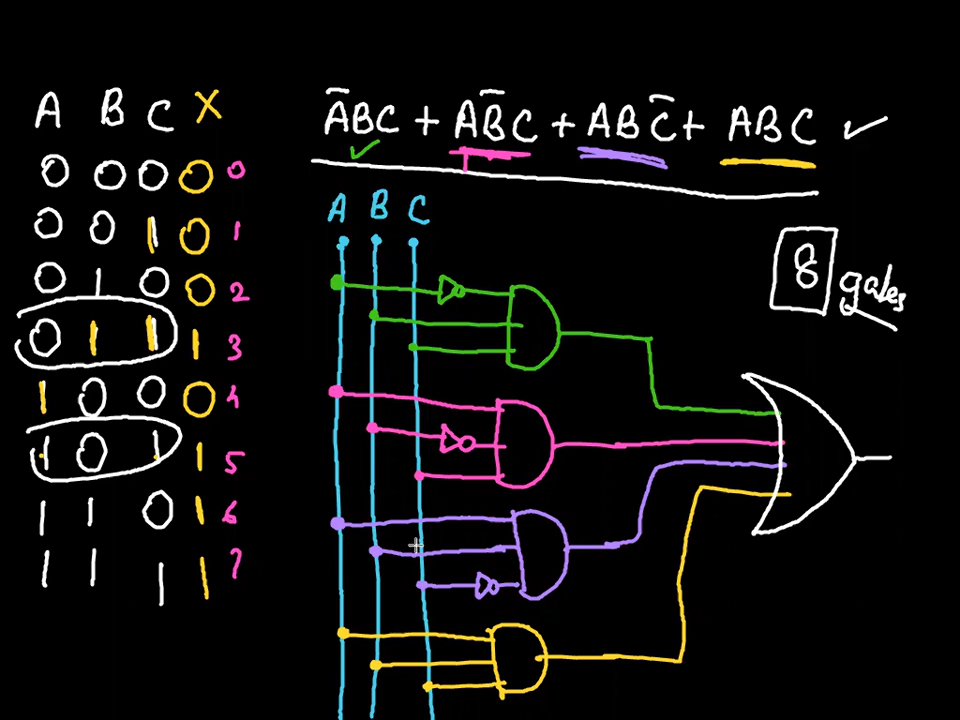 A B C X
0 0 0 0 0
0 0 1 0 1
0 1 0 0 2
0 1 1 1 3
1 0 0 0 4
1 0 1 1 5
1 1 0 1 6
1 1 1 1 7
A̅BC + AB̅C + ABC̅ + ABC ✓
✓
A B C
8 gates